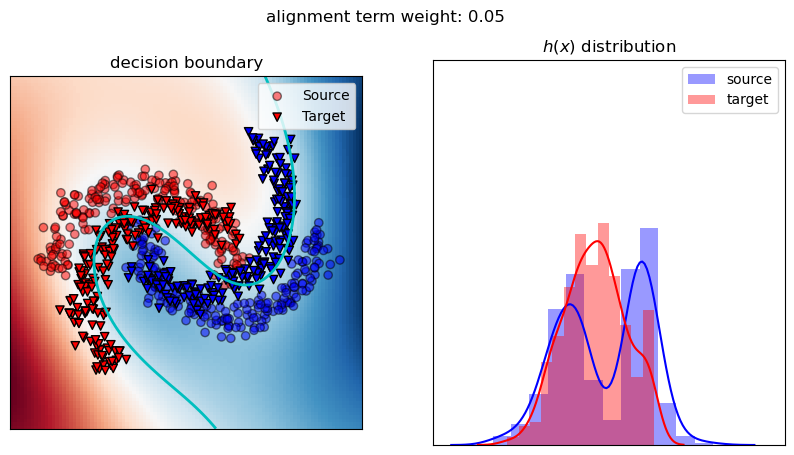 alignment term weight: 0.05
decision boundary
Source
Target
h(x) distribution
source
target